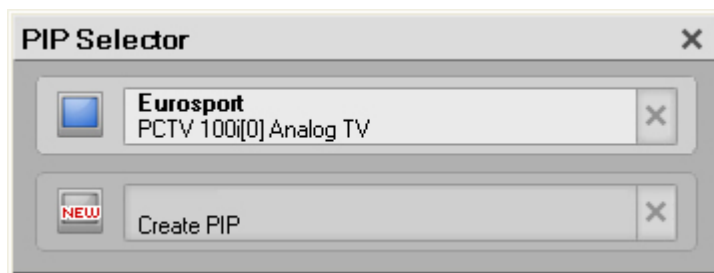 PIP Selector
Eurosport
PCTV 100i[0] Analog TV
NEW
Create PIP